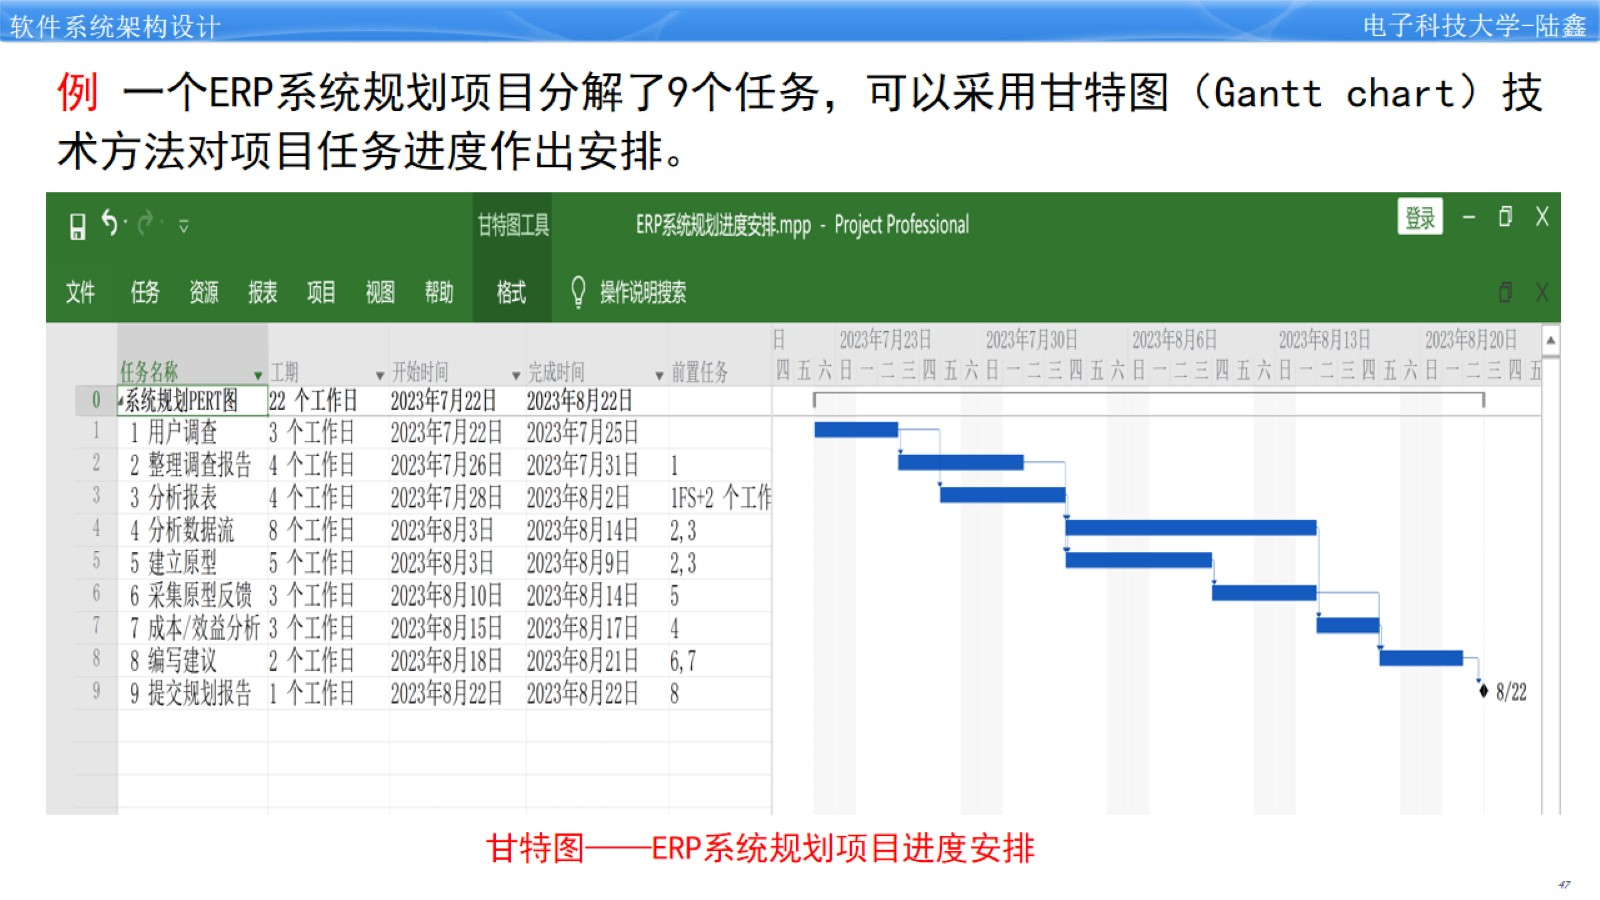 软件系统架构设计
电子科技大学-陆鑫
例 一个ERP系统规划项目分解了9个任务，可以采用甘特图（Gantt chart）技
术方法对项目任务进度作出安排。
甘特图工具
ERP系统规划进度安排.mpp - Project Professional
登录
文件 任务 资源 报表 项目 视图 帮助 格式 操作说明搜索
日 2023年7月23日 2023年7月30日 2023年8月6日 2023年8月13日 2023年8月20日
任务名称 工期 开始时间 完成时间 前置任务 四 五 六 日 一 二 三 四 五 六 日 一 二 三 四 五 六 日 一 二 三 四 五 六 日 一 二 三 四 五 六 日 一 二 三 四 五
0 系统规划PERT图 22 个工作日 2023年7月22日 2023年8月22日
1 1 用户调查 3 个工作日 2023年7月22日 2023年7月25日
2 2 整理调查报告 4 个工作日 2023年7月26日 2023年7月31日 1
3 3 分析报表 4 个工作日 2023年7月28日 2023年8月2日 1FS+2 个工作
4 4 分析数据流 8 个工作日 2023年8月3日 2023年8月14日 2,3
5 5 建立原型 5 个工作日 2023年8月3日 2023年8月9日 2,3
6 6 采集原型反馈 3 个工作日 2023年8月10日 2023年8月14日 5
7 7 成本/效益分析 3 个工作日 2023年8月15日 2023年8月17日 4
8 8 编写建议 2 个工作日 2023年8月18日 2023年8月21日 6,7
9 9 提交规划报告 1 个工作日 2023年8月22日 2023年8月22日 8 8/22
甘特图——ERP系统规划项目进度安排
47